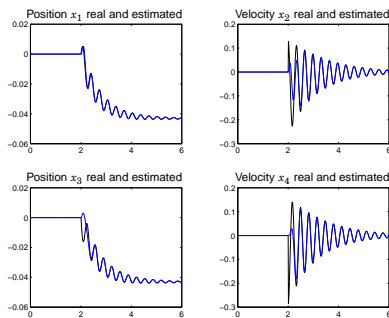 Position x₁ real and estimated
0.02
0
−0.02
−0.04
−0.06
0 2 4 6
Velocity x₂ real and estimated
0.2
0.1
0
−0.1
−0.2
−0.3
0 2 4 6
Position x₃ real and estimated
0.02
0
−0.02
−0.04
−0.06
0 2 4 6
Velocity x₄ real and estimated
0.2
0.1
0
−0.1
−0.2
−0.3
0 2 4 6